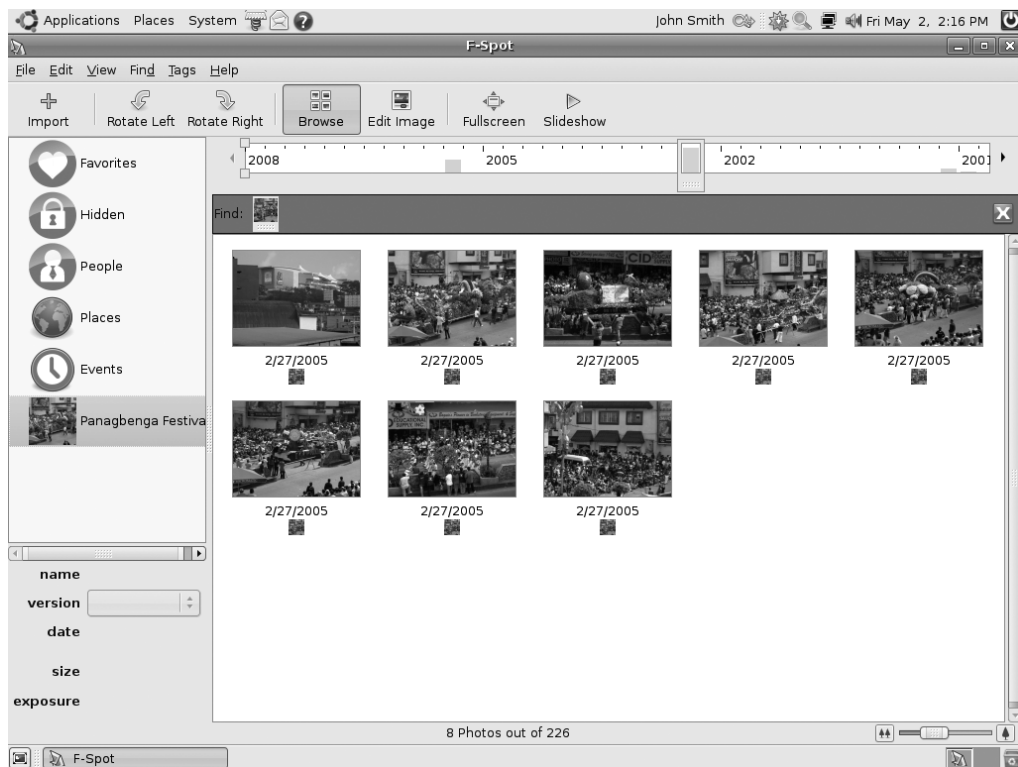 Applications Places System
John Smith
Fri May 2, 2:16 PM
F-Spot
File Edit View Find Tags Help
Import
Rotate Left
Rotate Right
Browse
Edit Image
Fullscreen
Slideshow
Favorites
Hidden
People
Places
Events
Panagbenga Festiva
2008
2005
2002
Find:
CID
2/27/2005
2/27/2005
2/27/2005
2/27/2005
2/27/2005
2/27/2005
2/27/2005
2/27/2005
name
version
date
size
exposure
8 Photos out of 226
F-Spot